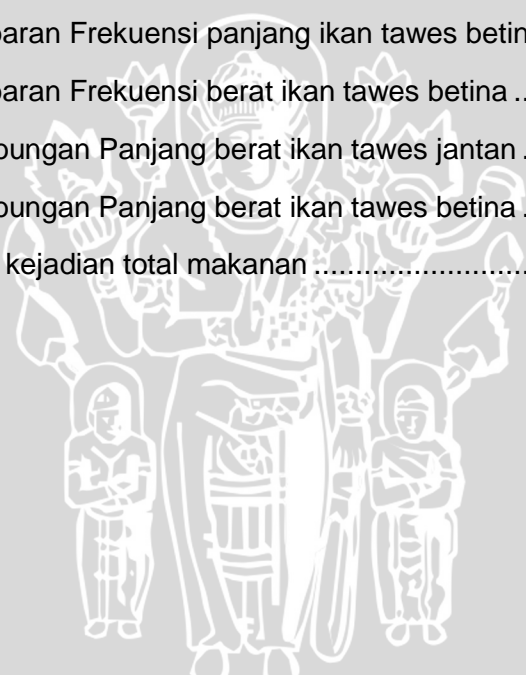 baran Frekuensi panjang ikan tawes betin
baran Frekuensi berat ikan tawes betina ..
bungan Panjang berat ikan tawes jantan .
bungan Panjang berat ikan tawes betina .
kejadian total makanan ..........................